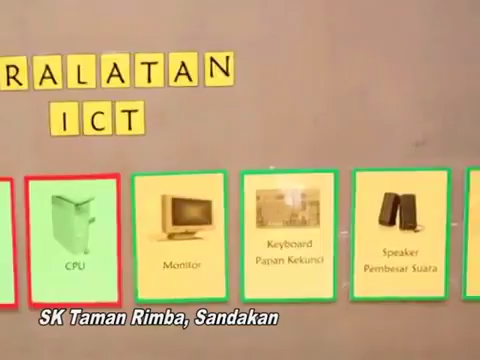 RALATAN
ICT
CPU
Monitor
Keyboard
Papan Kekunci
Speaker
Pembesar Suara
SK Taman Rimba, Sandakan